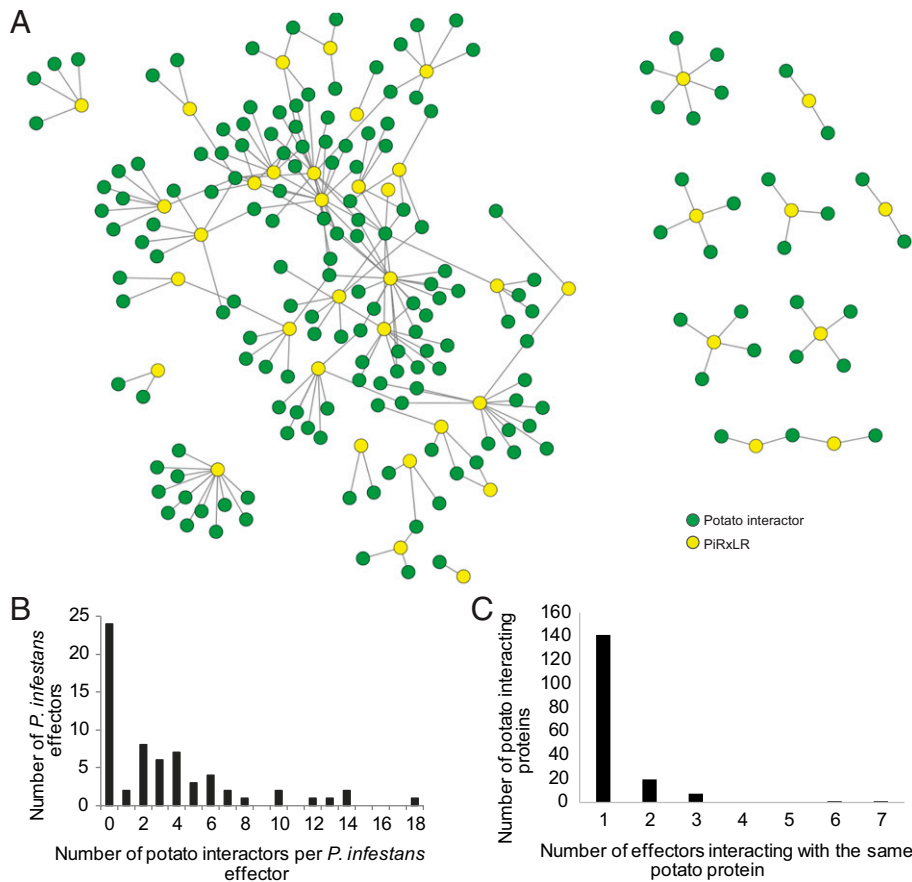 A
Potato interactor
PiRxLR
B
Number of P. infestans
effectors
25
20
15
10
5
0
0 2 4 6 8 10 12 14 16 18
Number of potato interactors per P. infestans
effector
C
Number of potato interacting
proteins
160
140
120
100
80
60
40
20
0
1 2 3 4 5 6 7
Number of effectors interacting with the same
potato protein